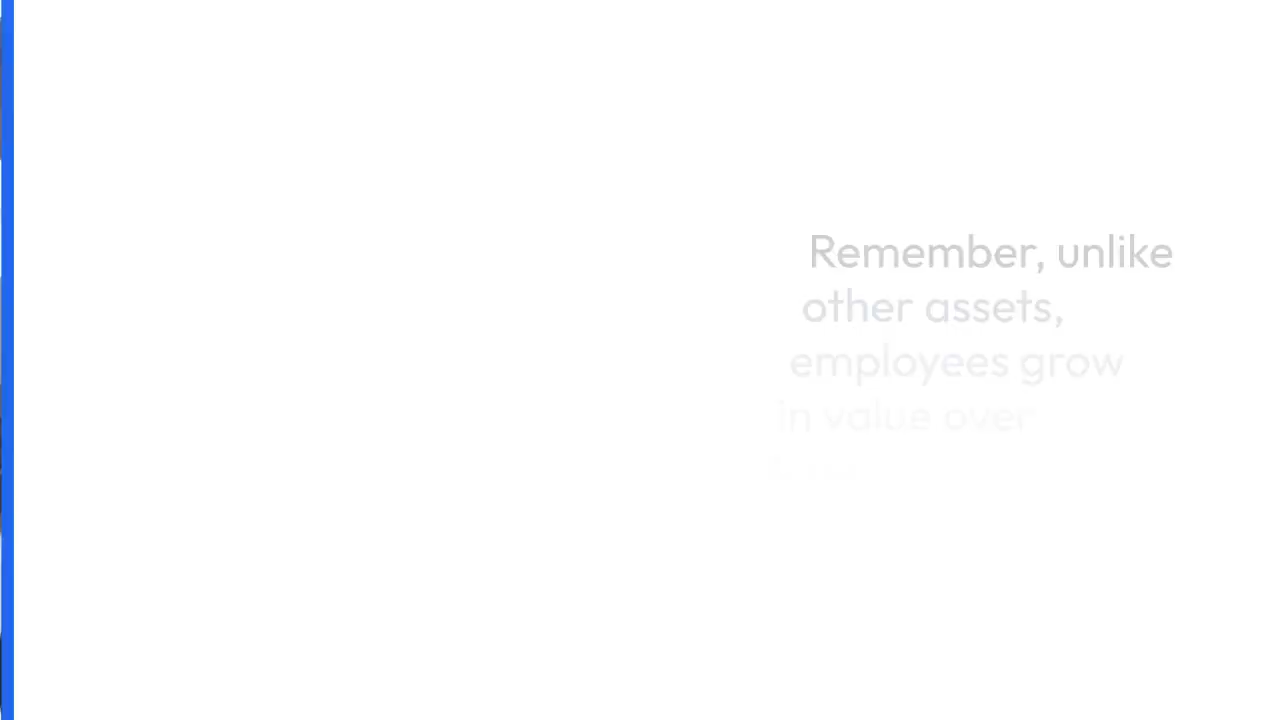 Remember, unlike
other assets,
employees grow
in value over